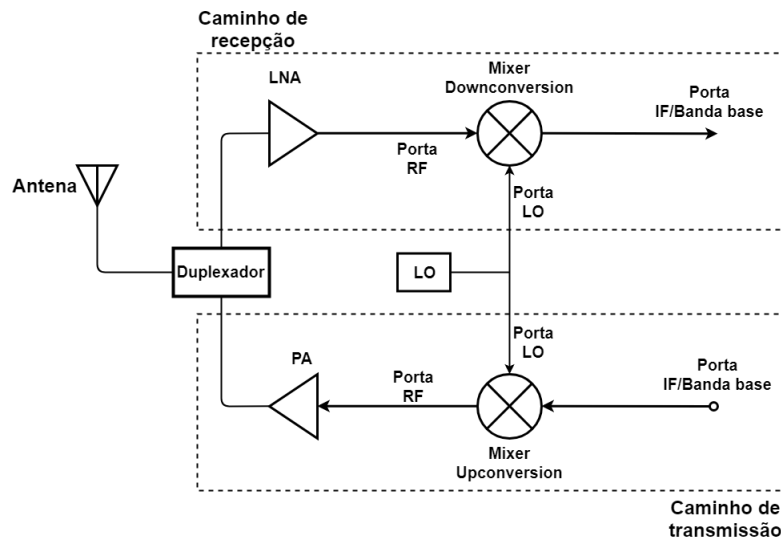 Caminho de
recepção
LNA
Mixer
Downconversion
Porta
IF/Banda base
Porta
RF
Porta
LO
Antena
Duplexador
LO
Porta
LO
PA
Porta
RF
Porta
IF/Banda base
Mixer
Upconversion
Caminho de
transmissão